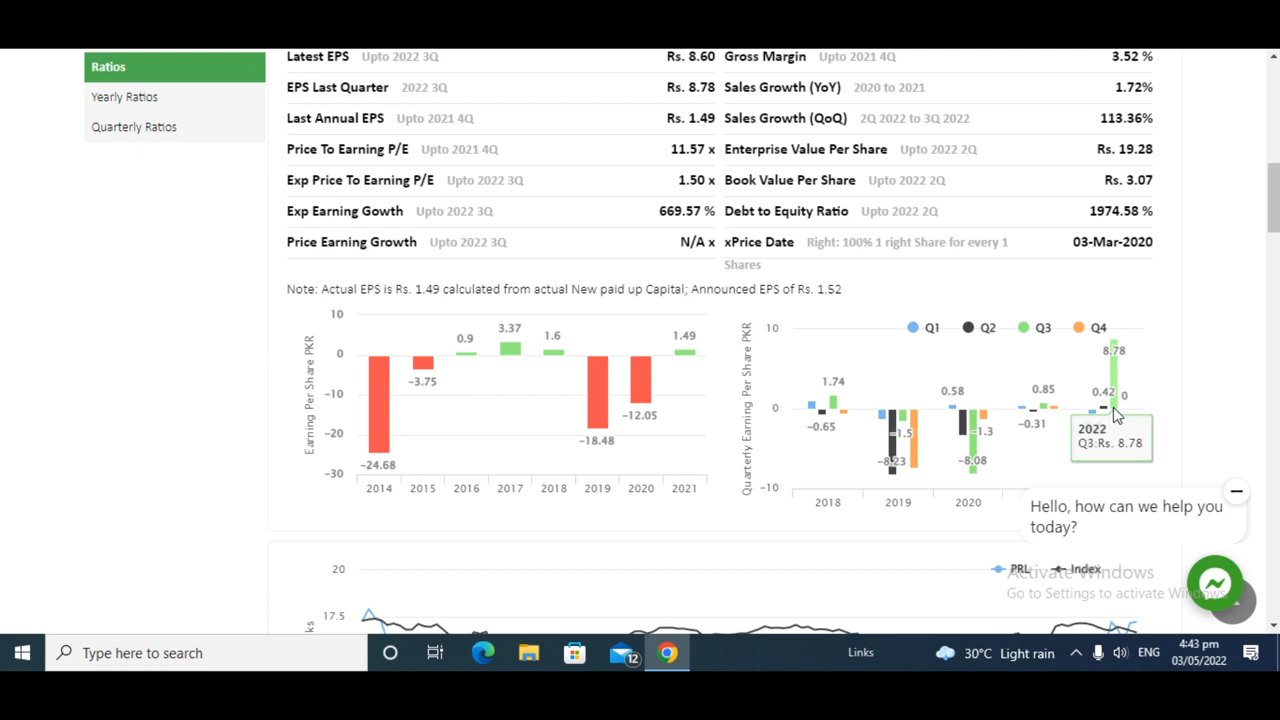 Ratios
Yearly Ratios
Quarterly Ratios
Latest EPS Upto 2022 3Q Rs. 8.60 Gross Margin Upto 2021 4Q 3.52 %
EPS Last Quarter 2022 3Q Rs. 8.78 Sales Growth (YoY) 2020 to 2021 1.72%
Last Annual EPS Upto 2021 4Q Rs. 1.49 Sales Growth (QoQ) 2Q 2022 to 3Q 2022 113.36%
Price To Earning P/E Upto 2021 4Q 11.57 x Enterprise Value Per Share Upto 2022 2Q Rs. 19.28
Exp Price To Earning P/E Upto 2022 3Q 1.50 x Book Value Per Share Upto 2022 2Q Rs. 3.07
Exp Earning Gowth Upto 2022 3Q 669.57 % Debt to Equity Ratio Upto 2022 2Q 1974.58 %
Price Earning Growth Upto 2022 3Q N/A x xPrice Date Right: 100% 1 right Share for every 1 03-Mar-2020
Shares
Note: Actual EPS is Rs. 1.49 calculated from actual New paid up Capital; Announced EPS of Rs. 1.52
Earning Per Share PKR
10
0
-10
-20
-30
-24.68
-3.75
0.9
3.37
1.6
-18.48
-12.05
1.49
2014 2015 2016 2017 2018 2019 2020 2021
Quarterly Earning Per Share PKR
10
0
-10
Q1 Q2 Q3 Q4
-0.65
1.74
-8.23
-1.5
0.58
-8.08
-1.3
-0.31
0.85
0.42
8.78
0
2018 2019 2020
2022
Q3:Rs. 8.78
Hello, how can we help you
today?
20
17.5
PRL Index
Activate Windows
Go to Settings to activate Windows.
Type here to search
12
Links
30°C Light rain
ENG
4:43 pm
03/05/2022